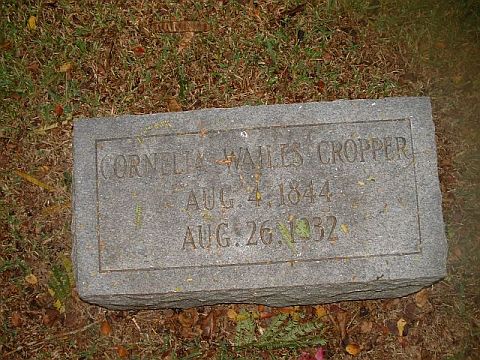 CORNELIA WAILES CROPPER
AUG. 4, 1844
AUG. 26, 1932